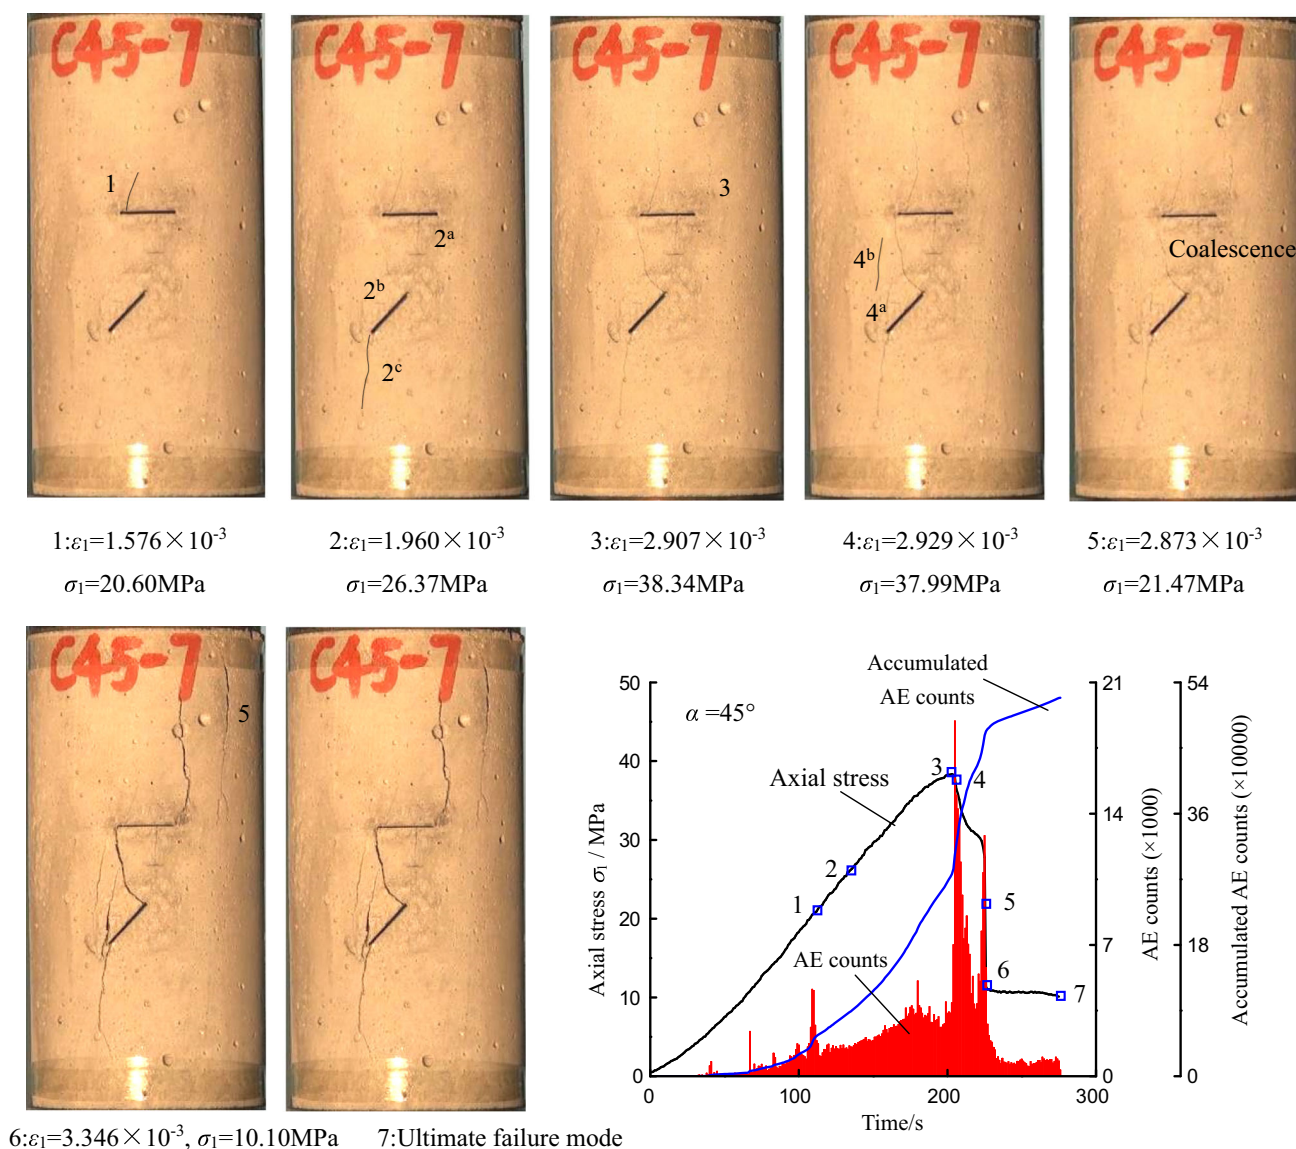 C45-7 C45-7 C45-7 C45-7 C45-7
1
2ᵃ
2ᵇ
2ᶜ
3
4ᵇ
4ᵃ
Coalescence
1:ε₁=1.576×10⁻³ 2:ε₁=1.960×10⁻³ 3:ε₁=2.907×10⁻³ 4:ε₁=2.929×10⁻³ 5:ε₁=2.873×10⁻³
σ₁=20.60MPa σ₁=26.37MPa σ₁=38.34MPa σ₁=37.99MPa σ₁=21.47MPa
C45-7 C45-7
5
Accumulated
AE counts
α =45°
Axial stress
AE counts
1
2
3
4
5
6
7
50
40
30
20
10
0
Axial stress σ₁ / MPa
21
14
7
0
AE counts (×1000)
54
36
18
0
Accumulated AE counts (×10000)
0 100 200 300
Time/s
6:ε₁=3.346×10⁻³, σ₁=10.10MPa 7:Ultimate failure mode